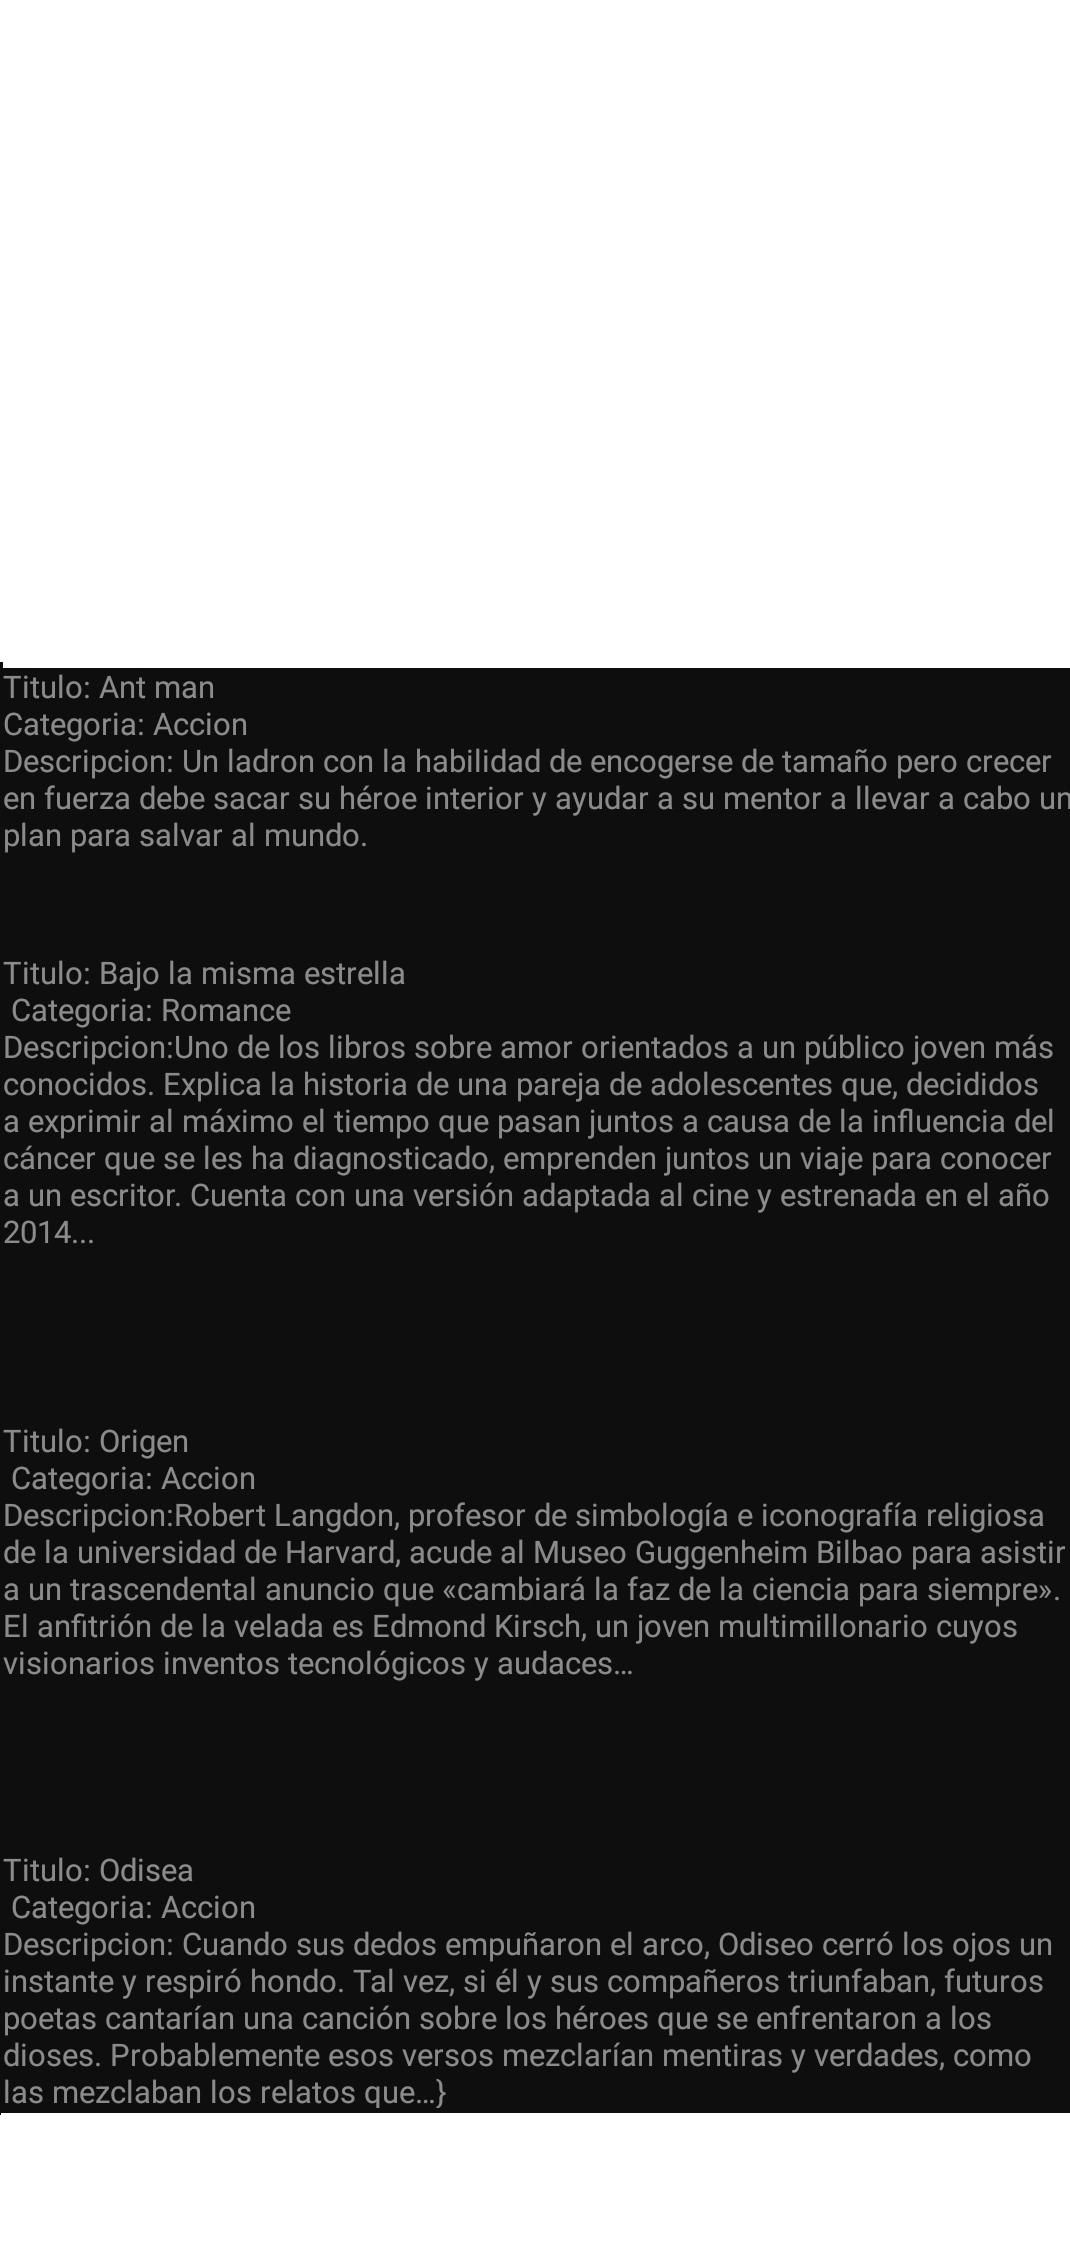 Titulo: Ant man
Categoria: Accion
Descripcion: Un ladron con la habilidad de encogerse de tamaño pero crecer
en fuerza debe sacar su héroe interior y ayudar a su mentor a llevar a cabo un
plan para salvar al mundo.
Titulo: Bajo la misma estrella
Categoria: Romance
Descripcion:Uno de los libros sobre amor orientados a un público joven más
conocidos. Explica la historia de una pareja de adolescentes que, decididos
a exprimir al máximo el tiempo que pasan juntos a causa de la influencia del
cáncer que se les ha diagnosticado, emprenden juntos un viaje para conocer
a un escritor. Cuenta con una versión adaptada al cine y estrenada en el año
2014...
Titulo: Origen
Categoria: Accion
Descripcion:Robert Langdon, profesor de simbología e iconografía religiosa
de la universidad de Harvard, acude al Museo Guggenheim Bilbao para asistir
a un trascendental anuncio que «cambiará la faz de la ciencia para siempre».
El anfitrión de la velada es Edmond Kirsch, un joven multimillonario cuyos
visionarios inventos tecnológicos y audaces…
Titulo: Odisea
Categoria: Accion
Descripcion: Cuando sus dedos empuñaron el arco, Odiseo cerró los ojos un
instante y respiró hondo. Tal vez, si él y sus compañeros triunfaban, futuros
poetas cantarían una canción sobre los héroes que se enfrentaron a los
dioses. Probablemente esos versos mezclarían mentiras y verdades, como
las mezclaban los relatos que…}